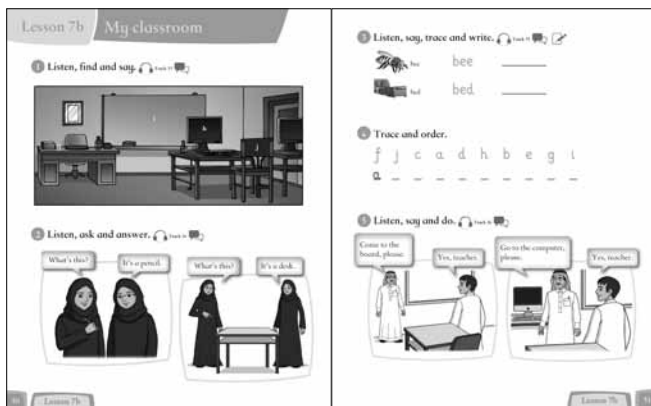 Lesson 7b My classroom
1 Listen, find and say.
2 Listen, ask and answer.
What's this?
It's a pencil.
What's this?
It's a desk.
Lesson 7b
3 Listen, say, trace and write.
bee bee
bed bed
4 Trace and order.
f j c a d h b e g i
a
5 Listen, say and do.
Come to the
board, please.
Yes, teacher.
Go to the computer,
please.
Yes, teacher.
Lesson 7b